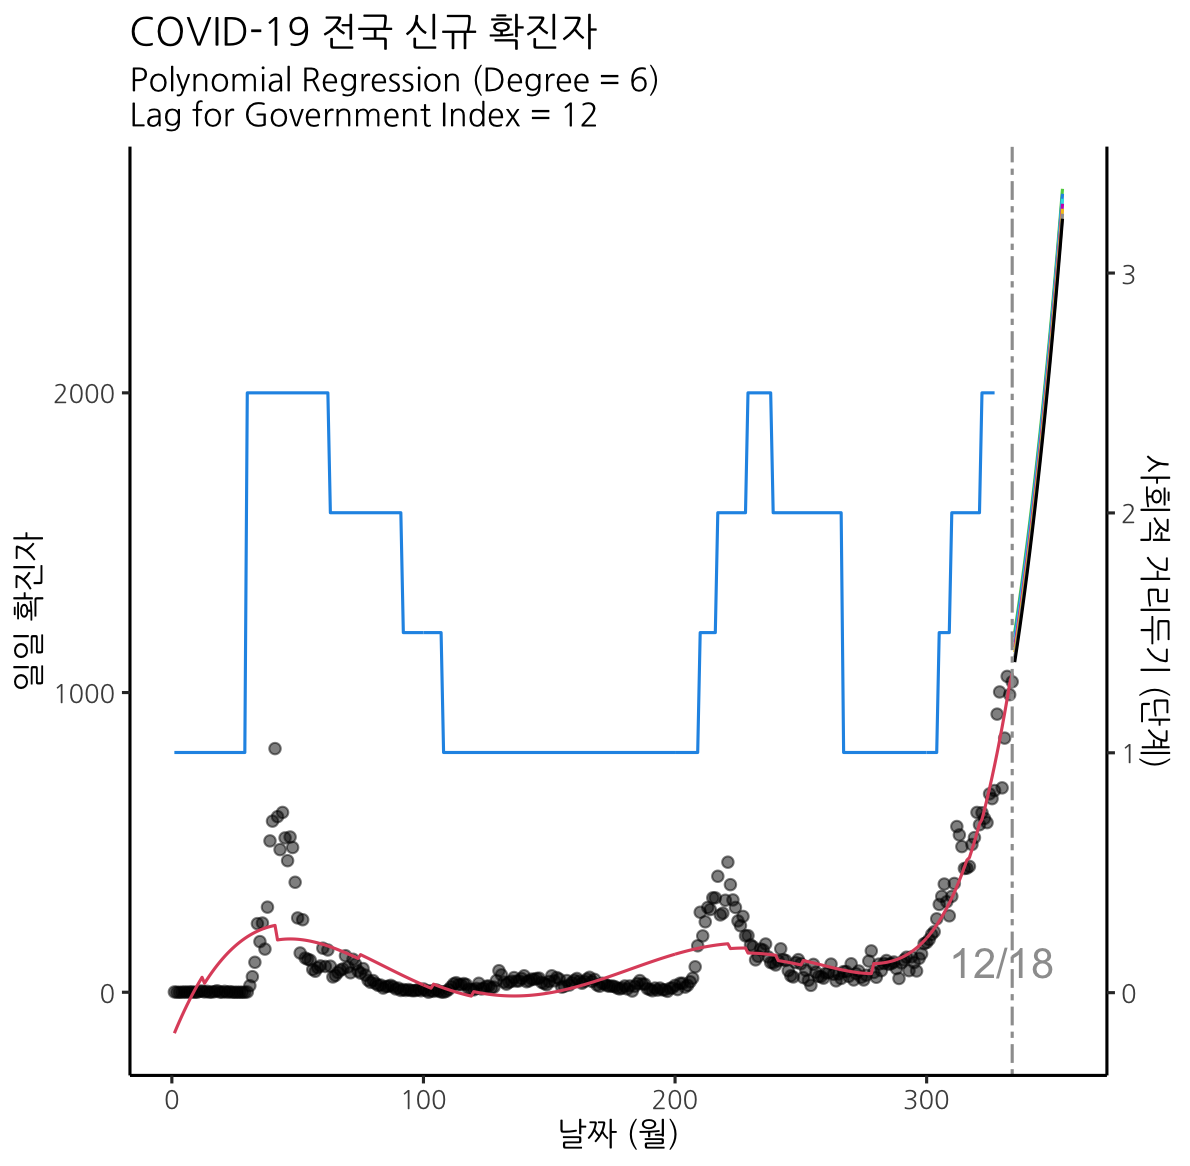 COVID-19 전국 신규 확진자
Polynomial Regression (Degree = 6)
Lag for Government Index = 12
일일 확진자
2000
1000
0
3
2
1
0
사회적 거리두기 (단계)
12/18
0
100
200
300
날짜 (월)